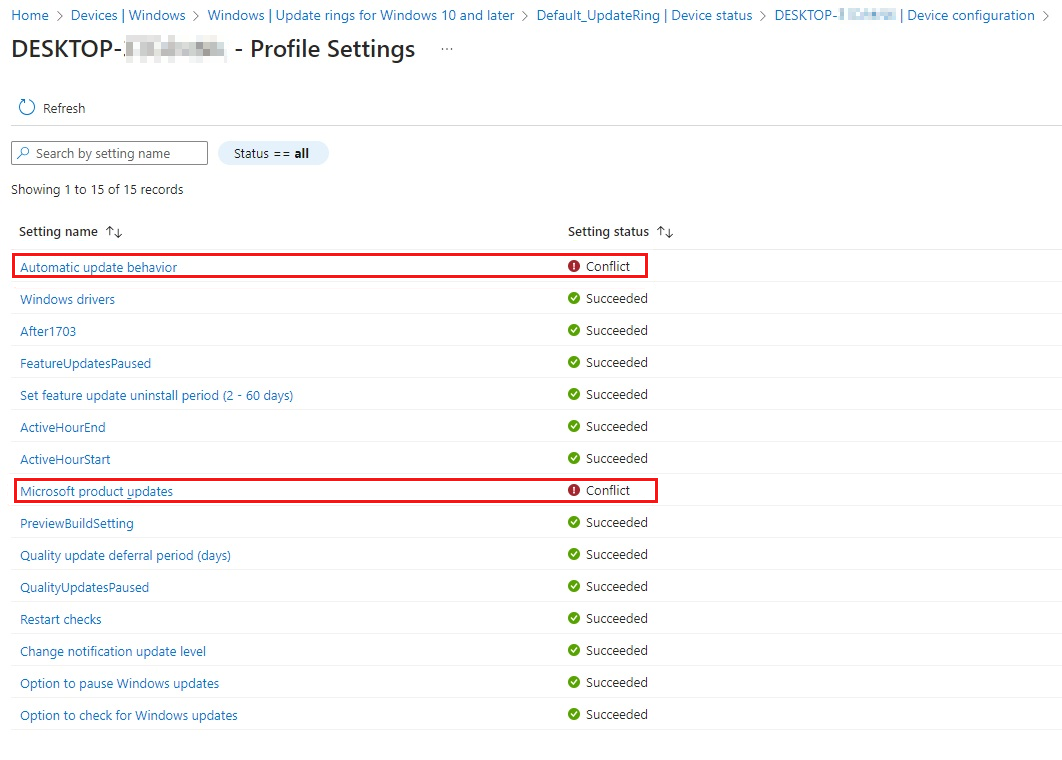 Home > Devices | Windows > Windows | Update rings for Windows 10 and later > Default_UpdateRing | Device status > DESKTOP- | Device configuration >
DESKTOP- - Profile Settings ...
Refresh
Search by setting name Status == all
Showing 1 to 15 of 15 records
Setting name ↑↓ Setting status ↑↓
Automatic update behavior Conflict
Windows drivers Succeeded
After1703 Succeeded
FeatureUpdatesPaused Succeeded
Set feature update uninstall period (2 - 60 days) Succeeded
ActiveHourEnd Succeeded
ActiveHourStart Succeeded
Microsoft product updates Conflict
PreviewBuildSetting Succeeded
Quality update deferral period (days) Succeeded
QualityUpdatesPaused Succeeded
Restart checks Succeeded
Change notification update level Succeeded
Option to pause Windows updates Succeeded
Option to check for Windows updates Succeeded